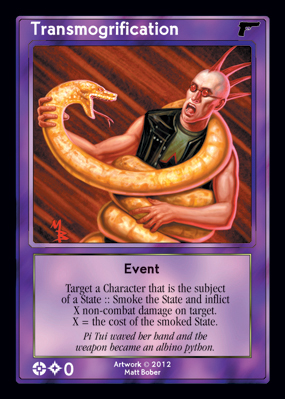 Transmogrification
MB
Event
Target a Character that is the subject
of a State :: Smoke the State and inflict
X non-combat damage on target.
X = the cost of the smoked State.
Pi Tui waved her hand and the
weapon became an albino python.
0
Artwork © 2012
Matt Bober